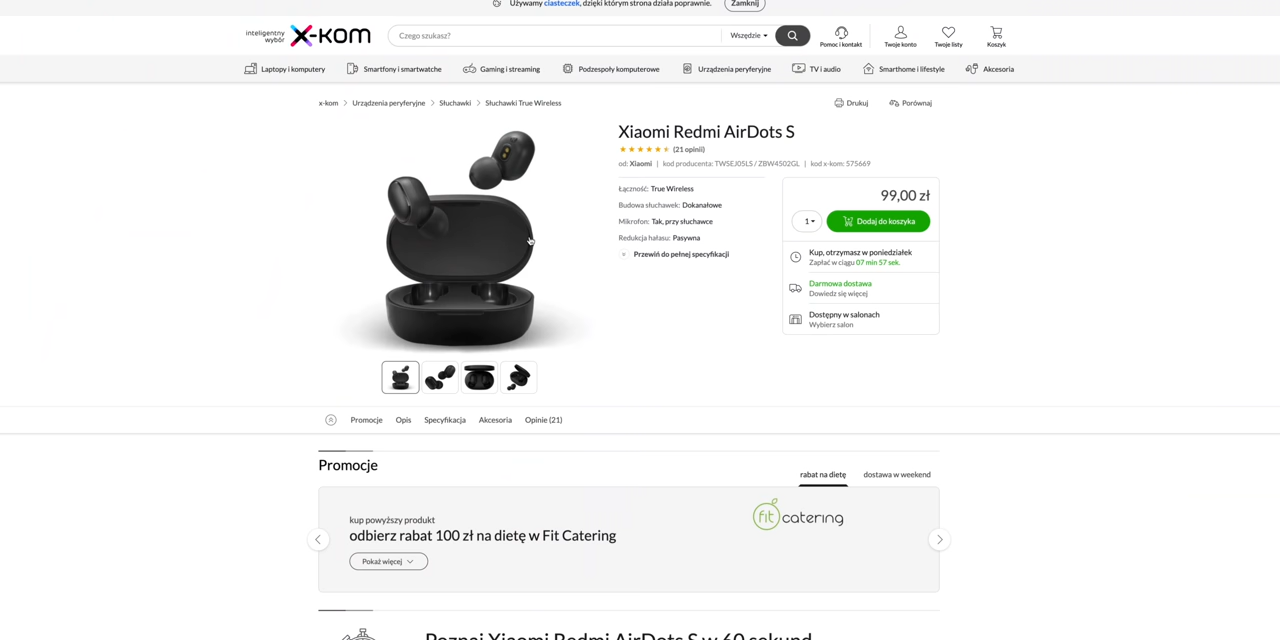 Używamy ciasteczek, dzięki którym strona działa poprawnie.
Zamknij
inteligentny
wybór
x-kom
Czego szukasz?
Wszędzie
Pomoc i kontakt
Twoje konto
Twoje listy
Koszyk
Laptopy i komputery
Smartfony i smartwatche
Gaming i streaming
Podzespoły komputerowe
Urządzenia peryferyjne
TV i audio
Smarthome i lifestyle
Akcesoria
x-kom > Urządzenia peryferyjne > Słuchawki > Słuchawki True Wireless
Drukuj
Porównaj
Xiaomi Redmi AirDots S
(21 opinii)
od: Xiaomi | kod producenta: TWSEJ05LS / ZBW4502GL | kod x-kom: 575669
Łączność: True Wireless
Budowa słuchawek: Dokanałowe
Mikrofon: Tak, przy słuchawce
Redukcja hałasu: Pasywna
Przewiń do pełnej specyfikacji
99,00 zł
1
Dodaj do koszyka
Kup, otrzymasz w poniedziałek
Zapłać w ciągu 07 min 57 sek.
Darmowa dostawa
Dowiedz się więcej
Dostępny w salonach
Wybierz salon
Promocje
Opis
Specyfikacja
Akcesoria
Opinie (21)
Promocje
rabat na dietę
dostawa w weekend
kup powyższy produkt
odbierz rabat 100 zł na dietę w Fit Catering
Pokaż więcej
fit catering
Poznaj Xiaomi Redmi AirDots S w 60 sekund